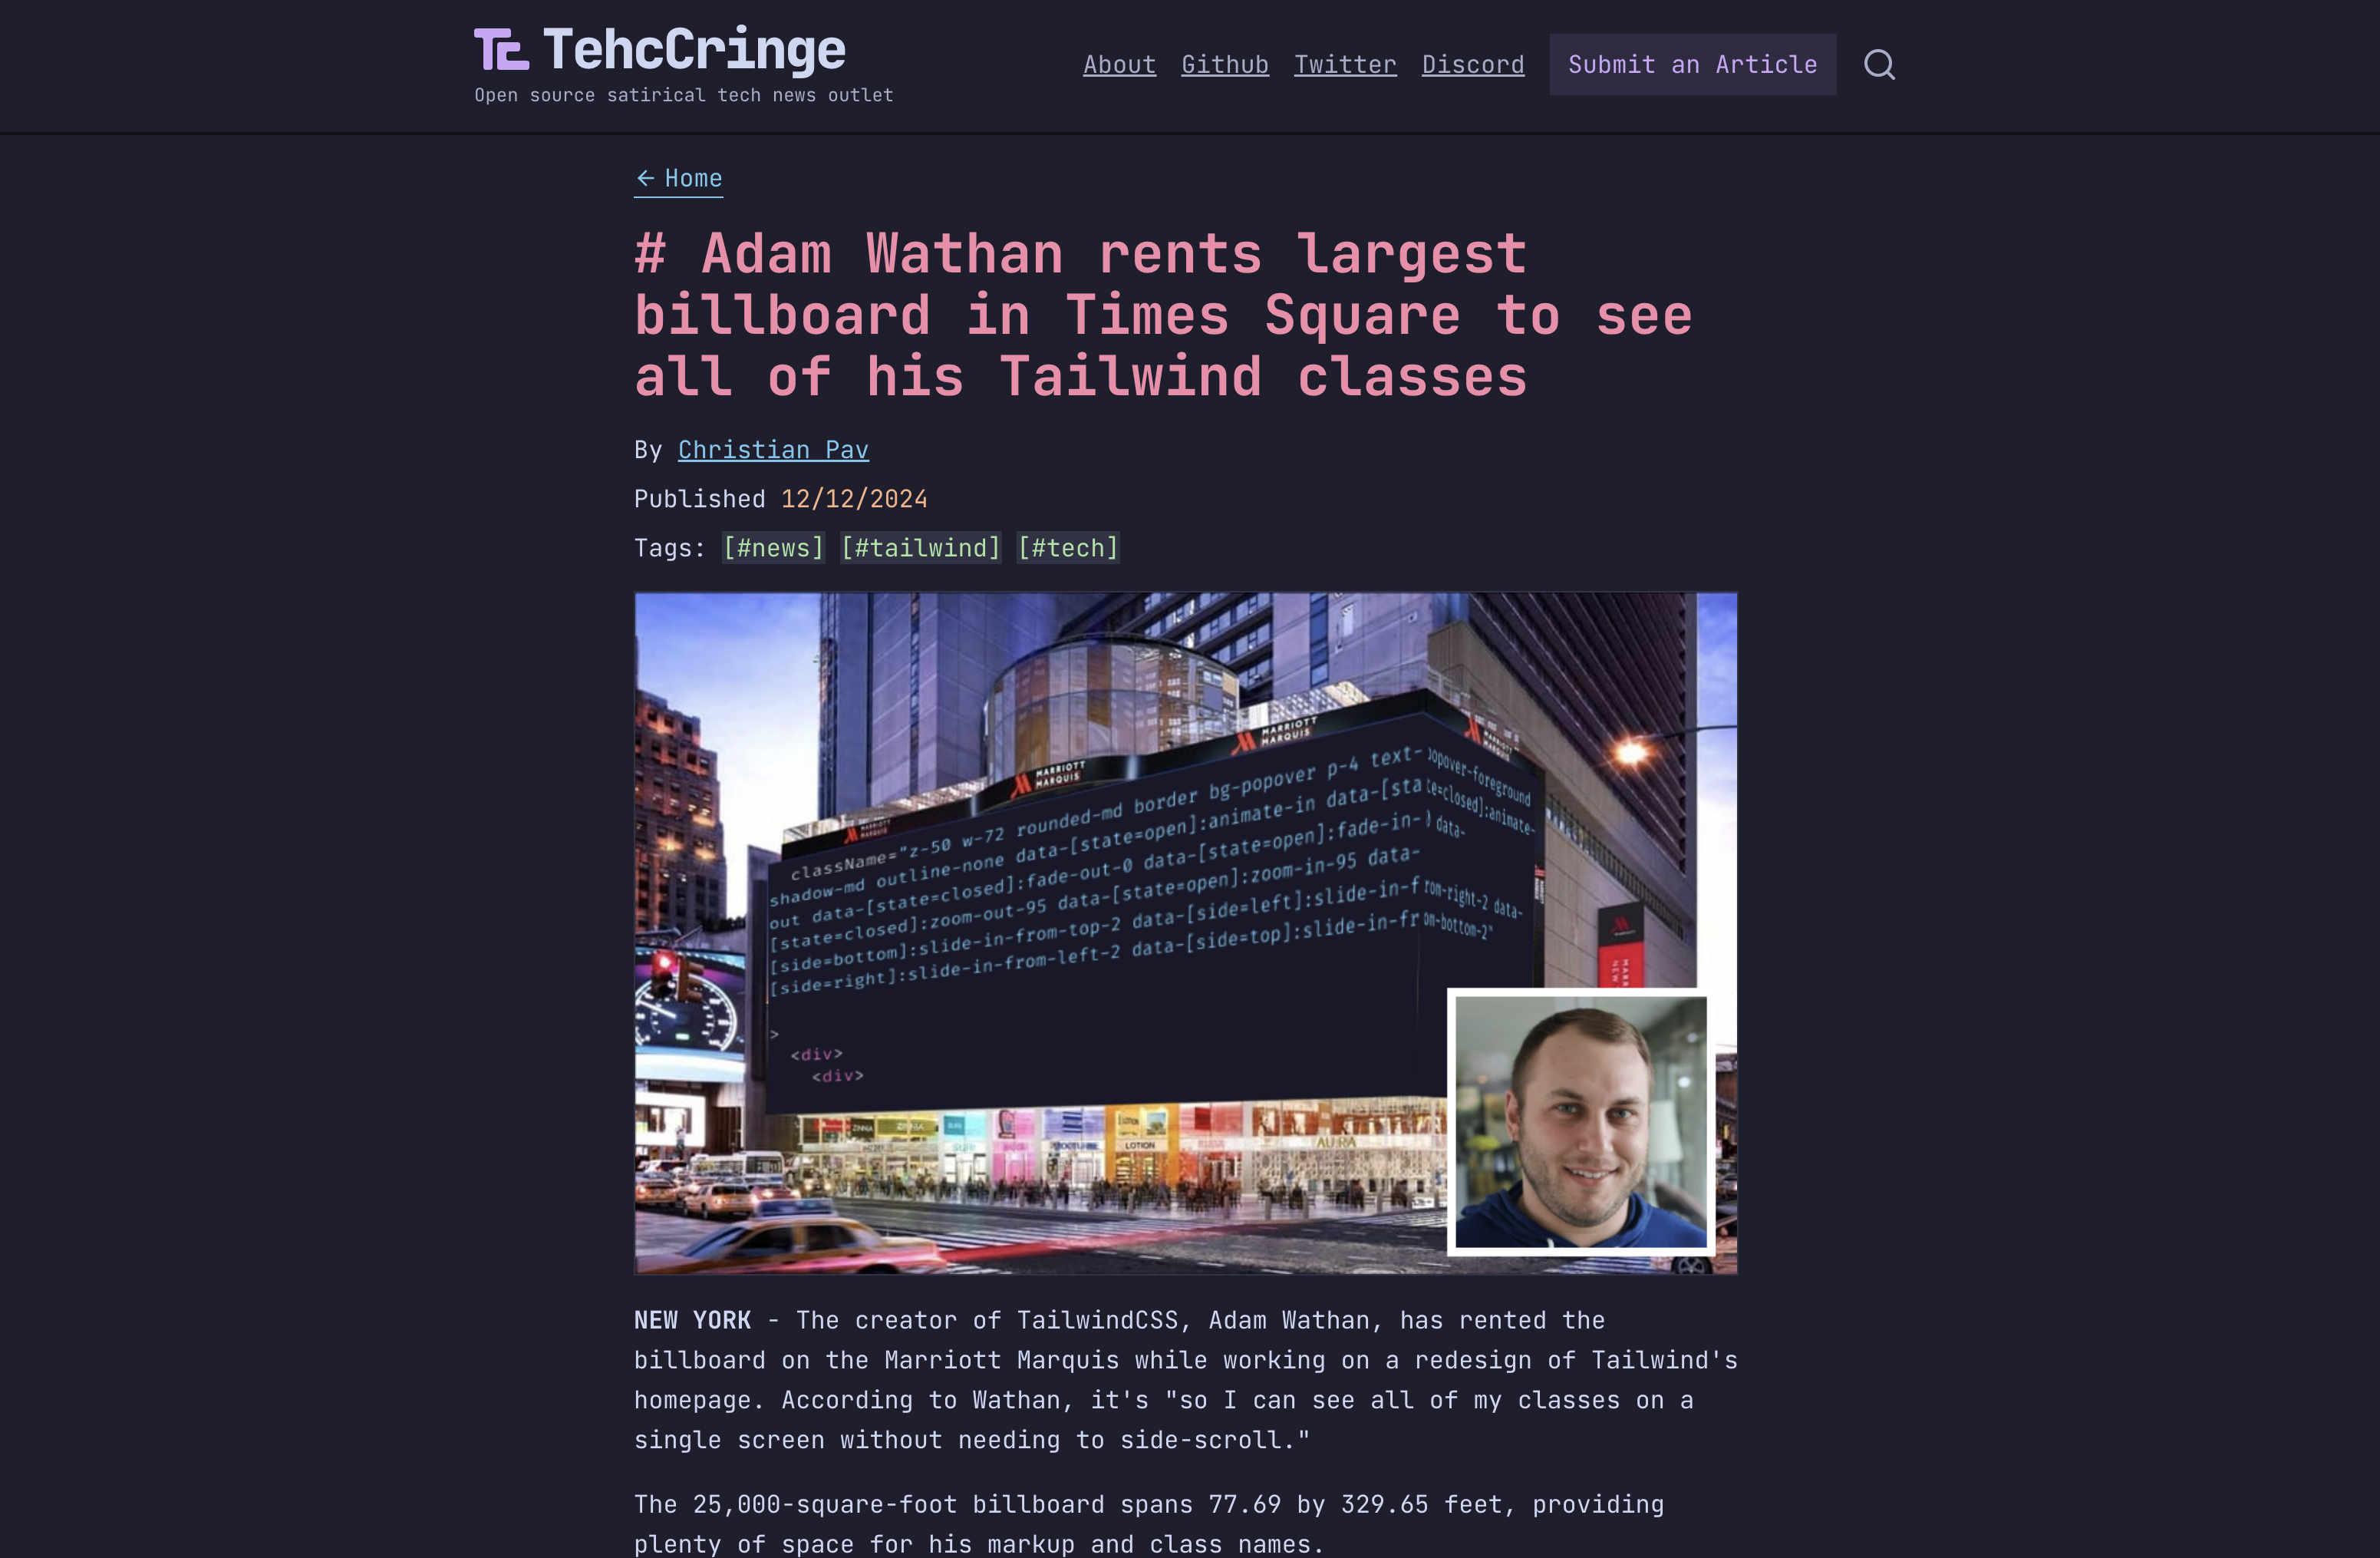 TehcCringe
Open source satirical tech news outlet
About Github Twitter Discord Submit an Article
← Home
# Adam Wathan rents largest
billboard in Times Square to see
all of his Tailwind classes
By Christian Pav
Published 12/12/2024
Tags: [#news] [#tailwind] [#tech]
MARRIOTT MARQUIS
MARRIOTT MARQUIS
MARRIOTT MARQUIS
className="z-50 w-72 rounded-md border bg-popover p-4 text-popover-foreground
shadow-md outline-none data-[state=open]:animate-in data-[state=closed]:animate-
out data-[state=closed]:fade-out-0 data-[state=open]:fade-in-0 data-
[state=closed]:zoom-out-95 data-[state=open]:zoom-in-95 data-
[side=bottom]:slide-in-from-top-2 data-[side=left]:slide-in-from-right-2 data-
[side=right]:slide-in-from-left-2 data-[side=top]:slide-in-from-bottom-2"
>
<div>
<div>
LOTION
AURA
NEW YORK - The creator of TailwindCSS, Adam Wathan, has rented the
billboard on the Marriott Marquis while working on a redesign of Tailwind's
homepage. According to Wathan, it's "so I can see all of my classes on a
single screen without needing to side-scroll."
The 25,000-square-foot billboard spans 77.69 by 329.65 feet, providing
plenty of space for his markup and class names.